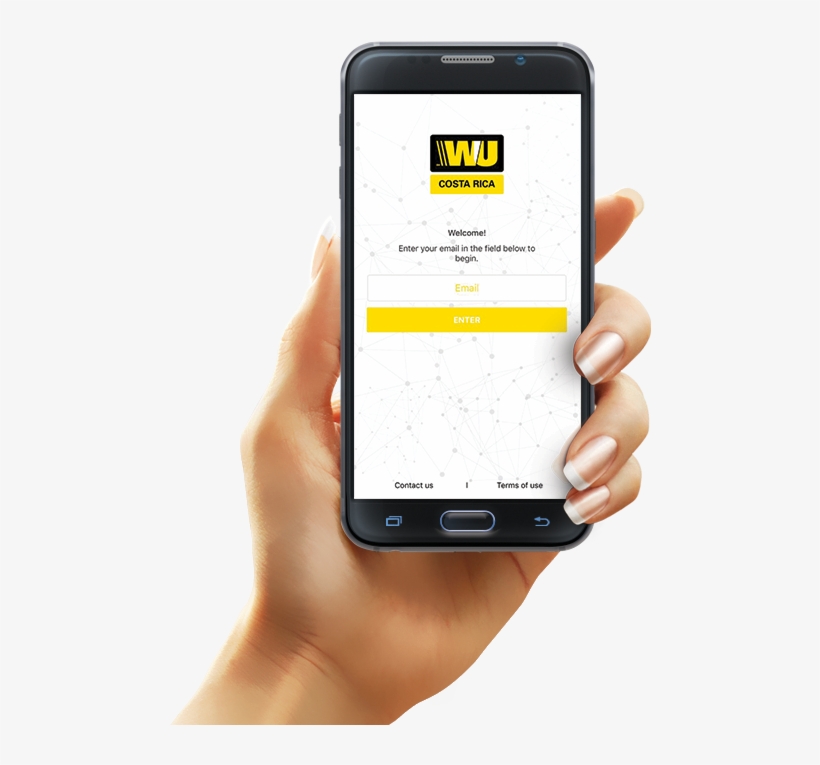 WU
COSTA RICA
Welcome!
Enter your email in the field below to
begin.
Email
ENTER
Contact us | Terms of use